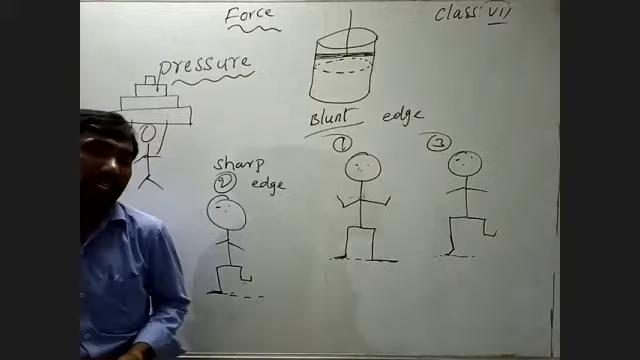 Force
Class: VII
Pressure
Blunt edge
① ③
sharp
② edge